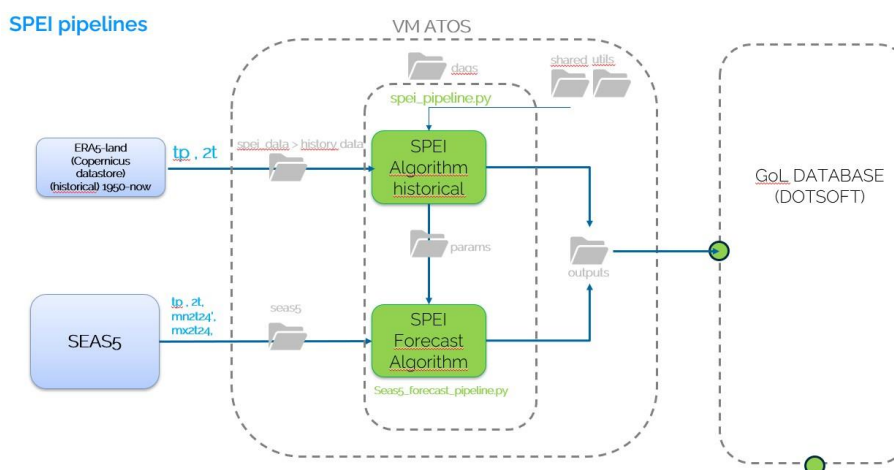 SPEI pipelines
VM ATOS
dags
shared utils
spei_pipeline.py
ERA5-land
(Copernicus
datastore)
(historical) 1950-now
tp , 2t
spei_data > history data
SPEI
Algorithm
historical
GoL DATABASE
(DOTSOFT)
params
outputs
SEAS5
tp , 2t,
mn2t24',
mx2t24,
seas5
SPEI
Forecast
Algorithm
Seas5_forecast_pipeline.py